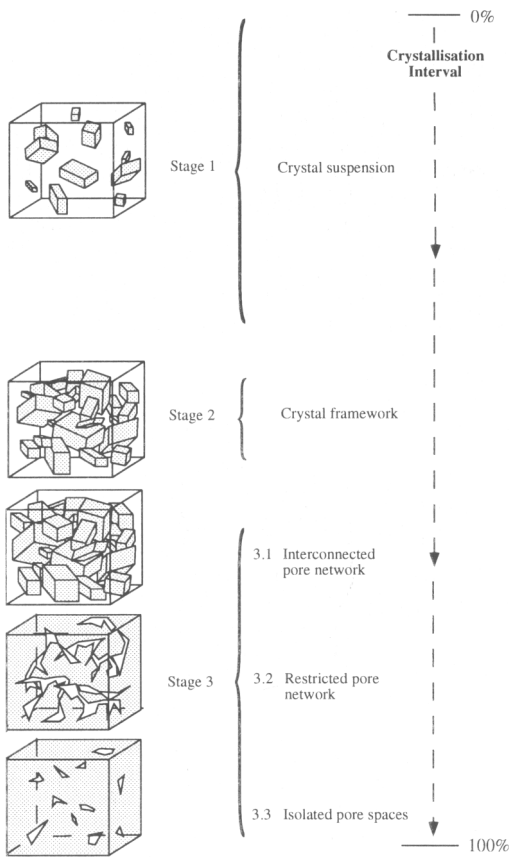 0%
Crystallisation
Interval
Stage 1
Crystal suspension
Stage 2
Crystal framework
3.1 Interconnected
pore network
Stage 3
3.2 Restricted pore
network
3.3 Isolated pore spaces
100%